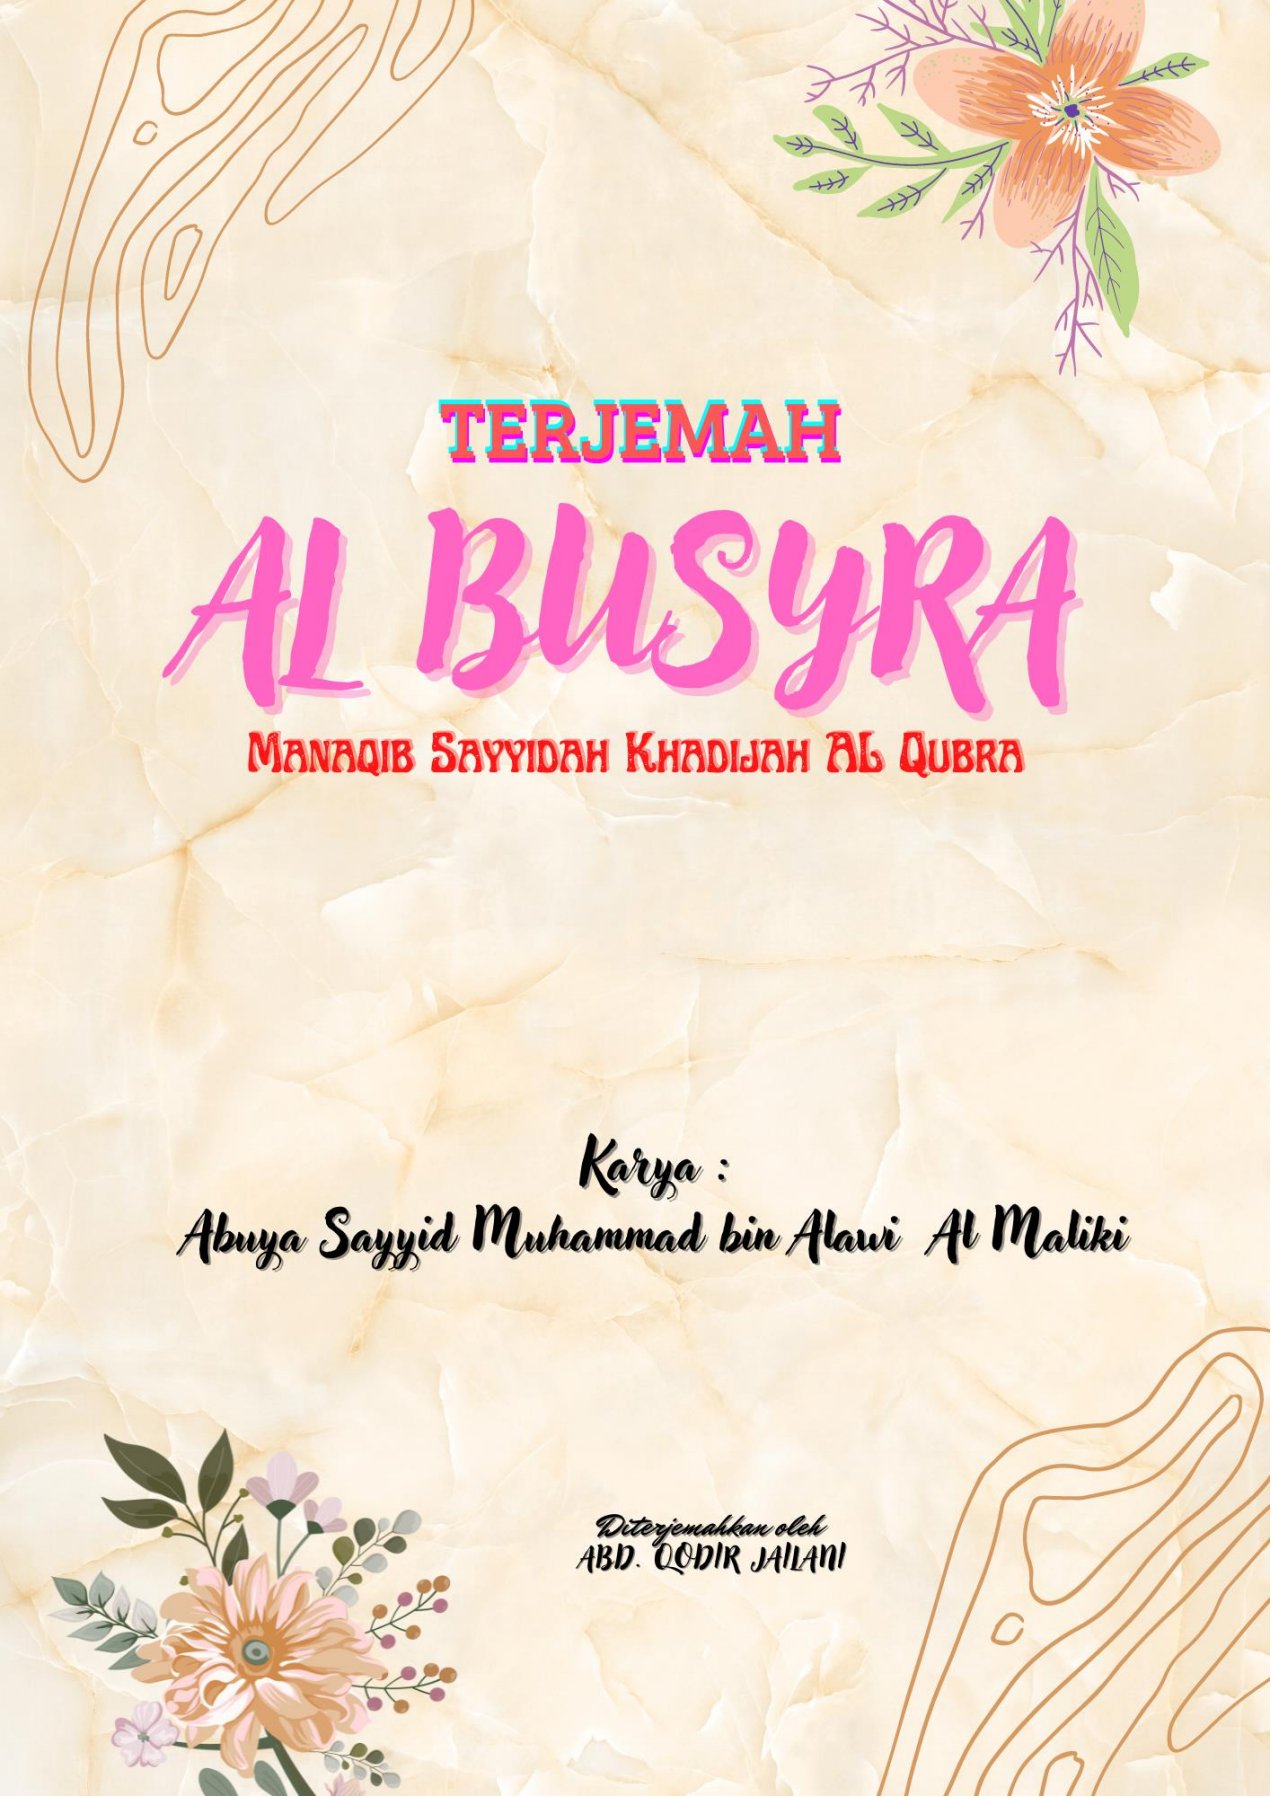 TERJEMAH
AL BUSYRA
MANAQIB SAYYIDAH KHADIJAH AL QUBRA
Karya :
Abuya Sayyid Muhammad bin Alawi Al Maliki
Diterjemahkan oleh
ABD. QODIR JAILANI